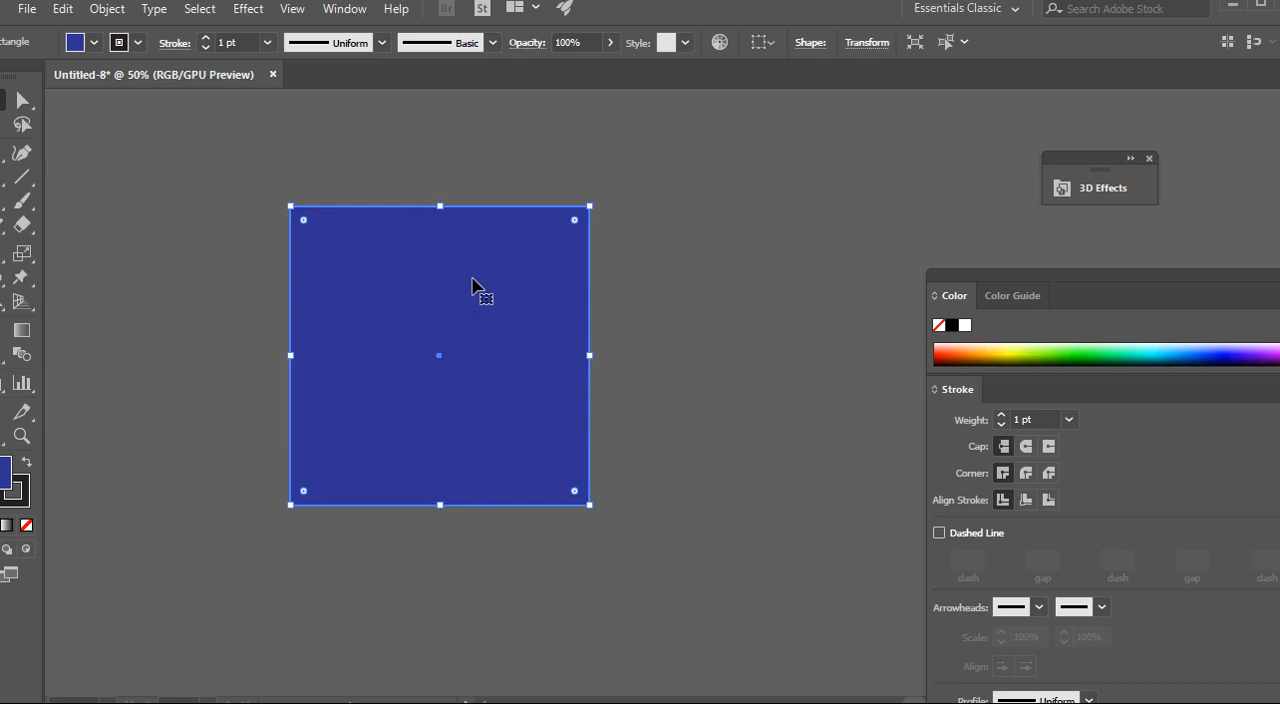 File Edit Object Type Select Effect View Window Help Br St Essentials Classic Search Adobe Stock
ctangle Stroke: 1 pt Uniform Basic Opacity: 100% Style: Shape: Transform
Untitled-8* @ 50% (RGB/GPU Preview)
3D Effects
Color Color Guide
Stroke
Weight: 1 pt
Cap:
Corner:
Align Stroke:
Dashed Line
dash gap dash gap dash
Arrowheads:
Scale: 100% 100%
Align:
Profile: Uniform